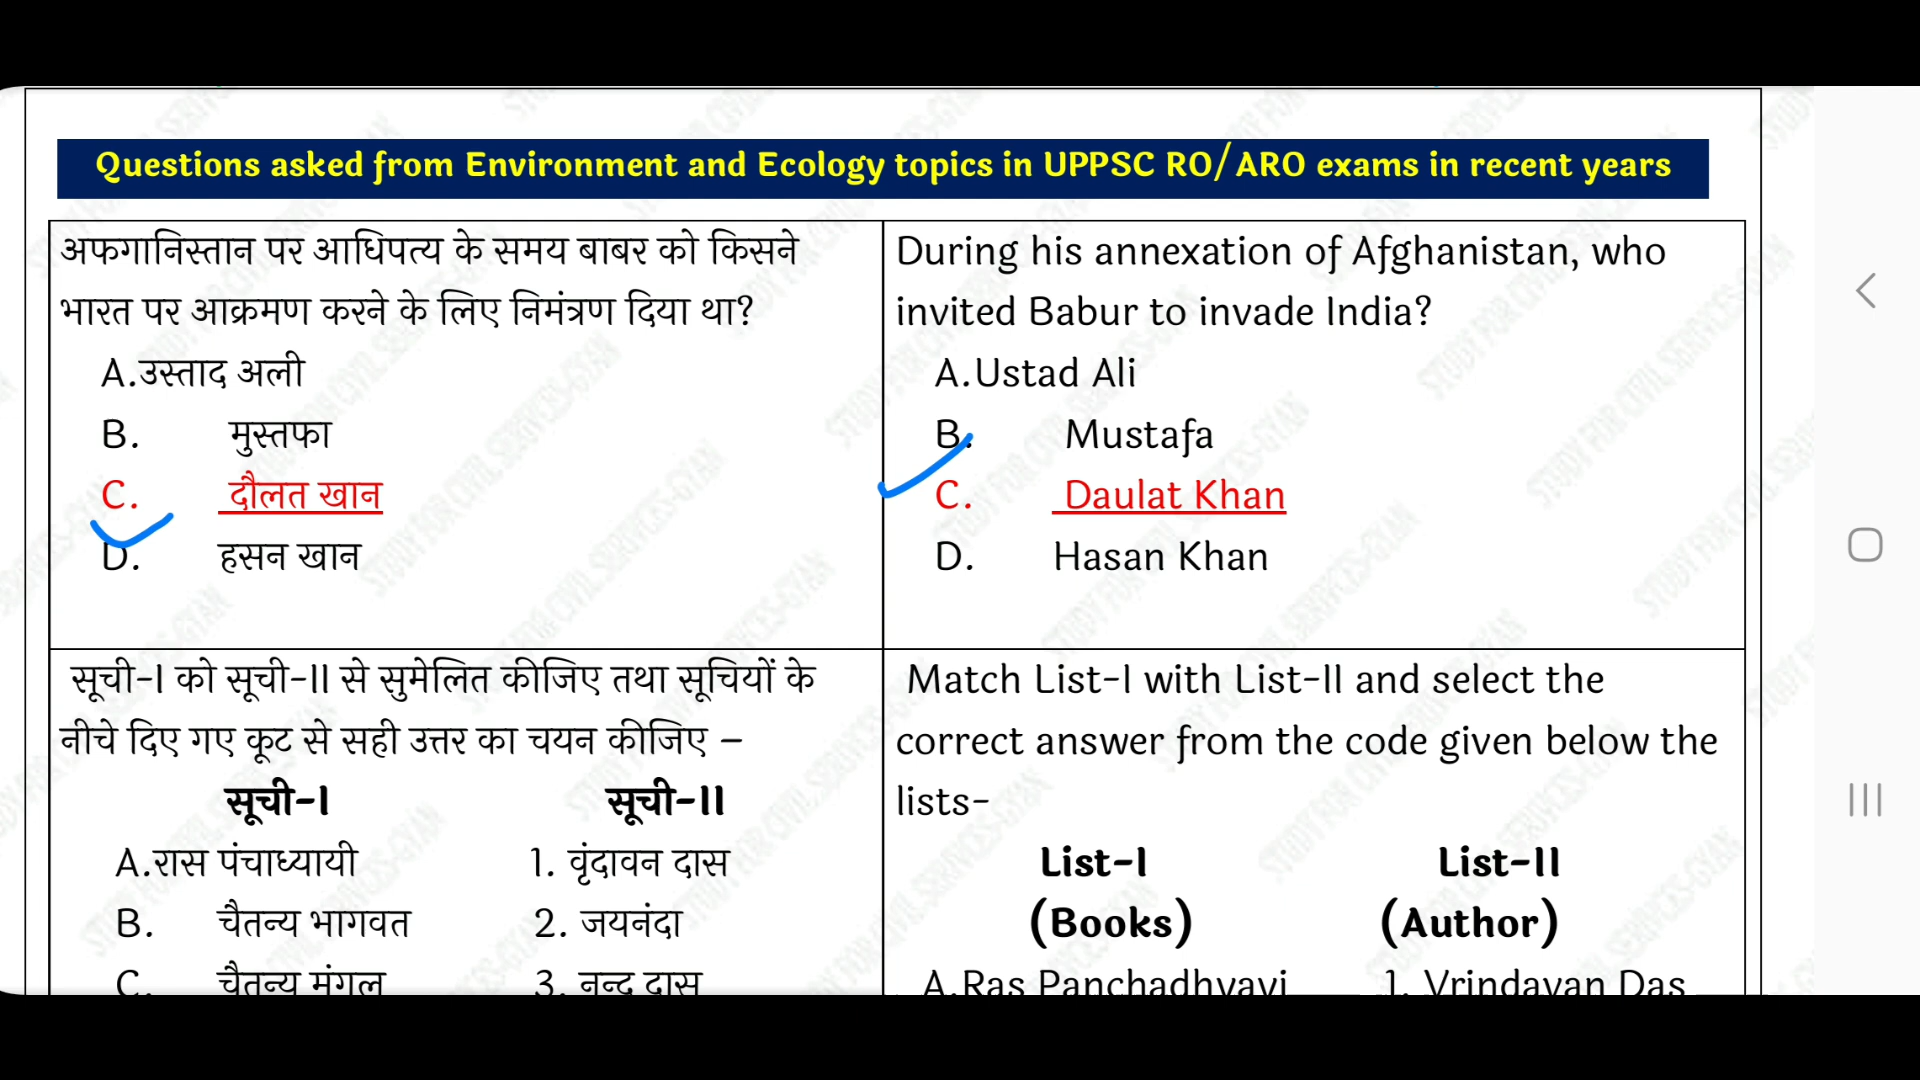 Questions asked from Environment and Ecology topics in UPPSC RO/ARO exams in recent years
अफगानिस्तान पर आधिपत्य के समय बाबर को किसने
भारत पर आक्रमण करने के लिए निमंत्रण दिया था?
A.उस्ताद अली
B. मुस्तफा
C. दौलत खान
D. हसन खान
During his annexation of Afghanistan, who
invited Babur to invade India?
A.Ustad Ali
B. Mustafa
C. Daulat Khan
D. Hasan Khan
सूची-I को सूची-II से सुमेलित कीजिए तथा सूचियों के
नीचे दिए गए कूट से सही उत्तर का चयन कीजिए –
सूची-I सूची-II
A.रास पंचाध्यायी 1. वृंदावन दास
B. चैतन्य भागवत 2. जयनंदा
C. चैतन्य मंगल 3. नन्द दास
Match List-I with List-II and select the
correct answer from the code given below the
lists-
List-I List-II
(Books) (Author)
A.Ras Panchadhyayi 1. Vrindavan Das
STUDY FOR CIVIL SERVICES-GYAN